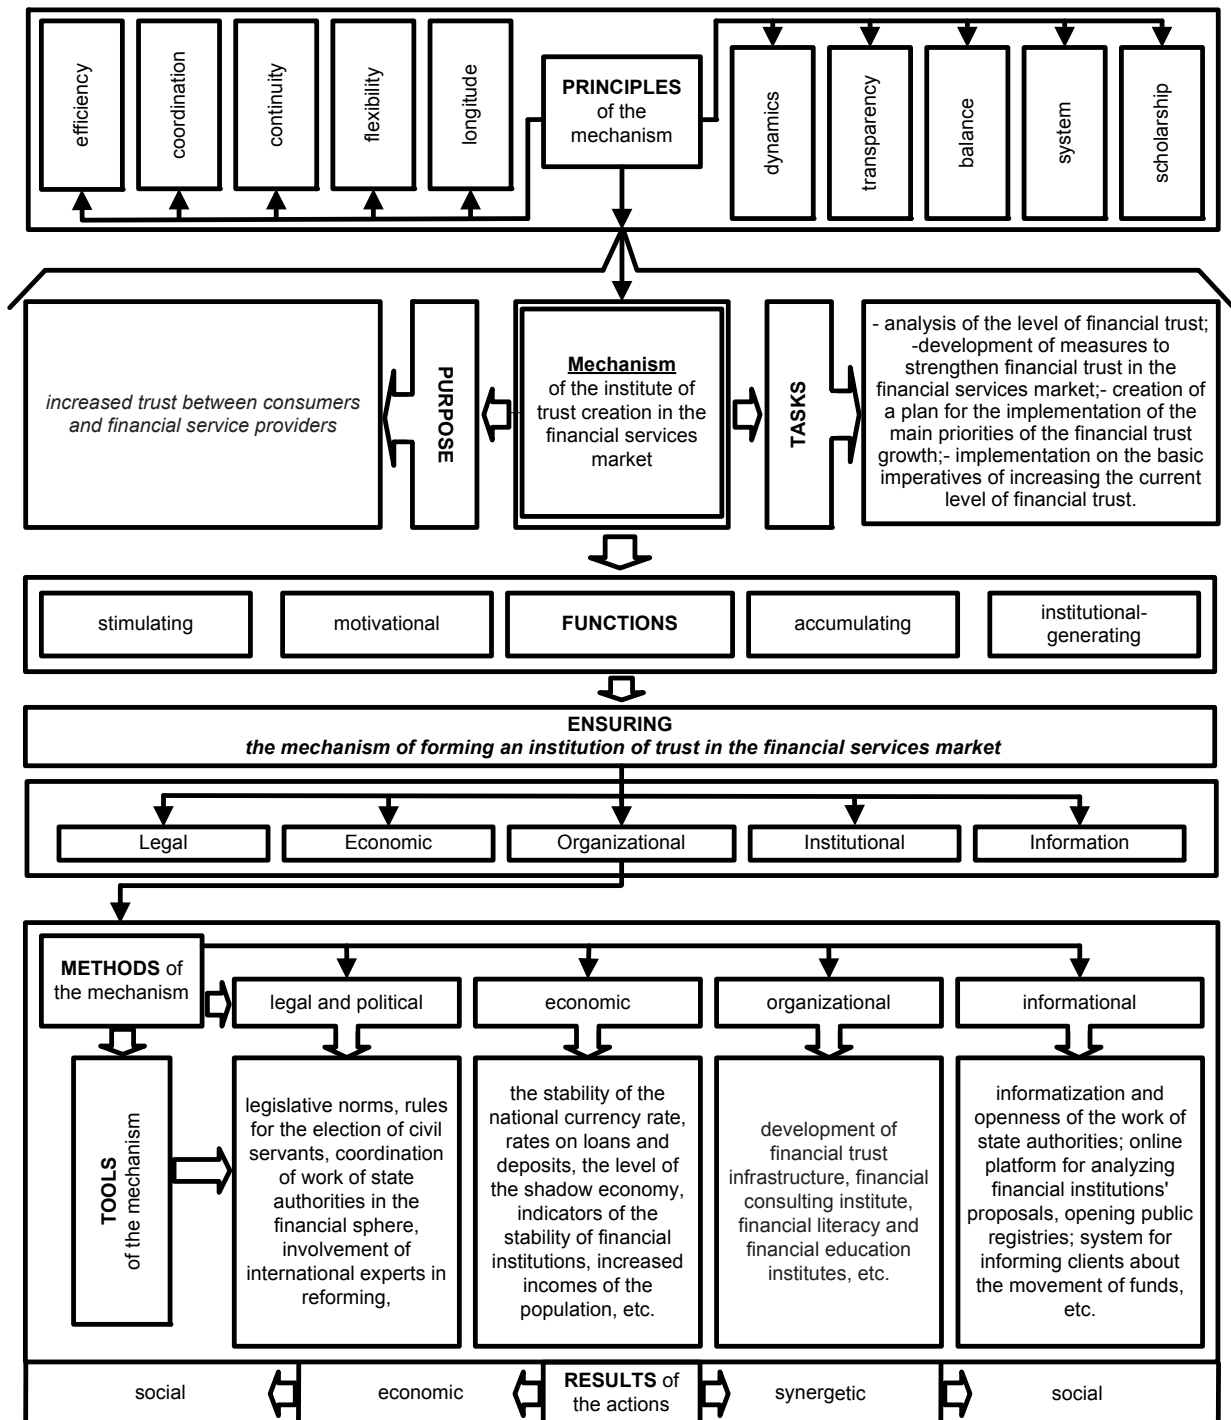 efficiency
coordination
continuity
flexibility
longitude
PRINCIPLES
of the
mechanism
dynamics
transparency
balance
system
scholarship
increased trust between consumers
and financial service providers
PURPOSE
Mechanism
of the institute of
trust creation in the
financial services
market
TASKS
- analysis of the level of financial trust;
-development of measures to
strengthen financial trust in the
financial services market;- creation of
a plan for the implementation of the
main priorities of the financial trust
growth;- implementation on the basic
imperatives of increasing the current
level of financial trust.
stimulating
motivational
FUNCTIONS
accumulating
institutional-
generating
ENSURING
the mechanism of forming an institution of trust in the financial services market
Legal
Economic
Organizational
Institutional
Information
METHODS of
the mechanism
legal and political
economic
organizational
informational
TOOLS
of the mechanism
legislative norms, rules
for the election of civil
servants, coordination
of work of state
authorities in the
financial sphere,
involvement of
international experts in
reforming,
the stability of the
national currency rate,
rates on loans and
deposits, the level of
the shadow economy,
indicators of the
stability of financial
institutions, increased
incomes of the
population, etc.
development of
financial trust
infrastructure, financial
consulting institute,
financial literacy and
financial education
institutes, etc.
informatization and
openness of the work of
state authorities; online
platform for analyzing
financial institutions'
proposals, opening public
registries; system for
informing clients about
the movement of funds,
etc.
social
economic
RESULTS of
the actions
synergetic
social